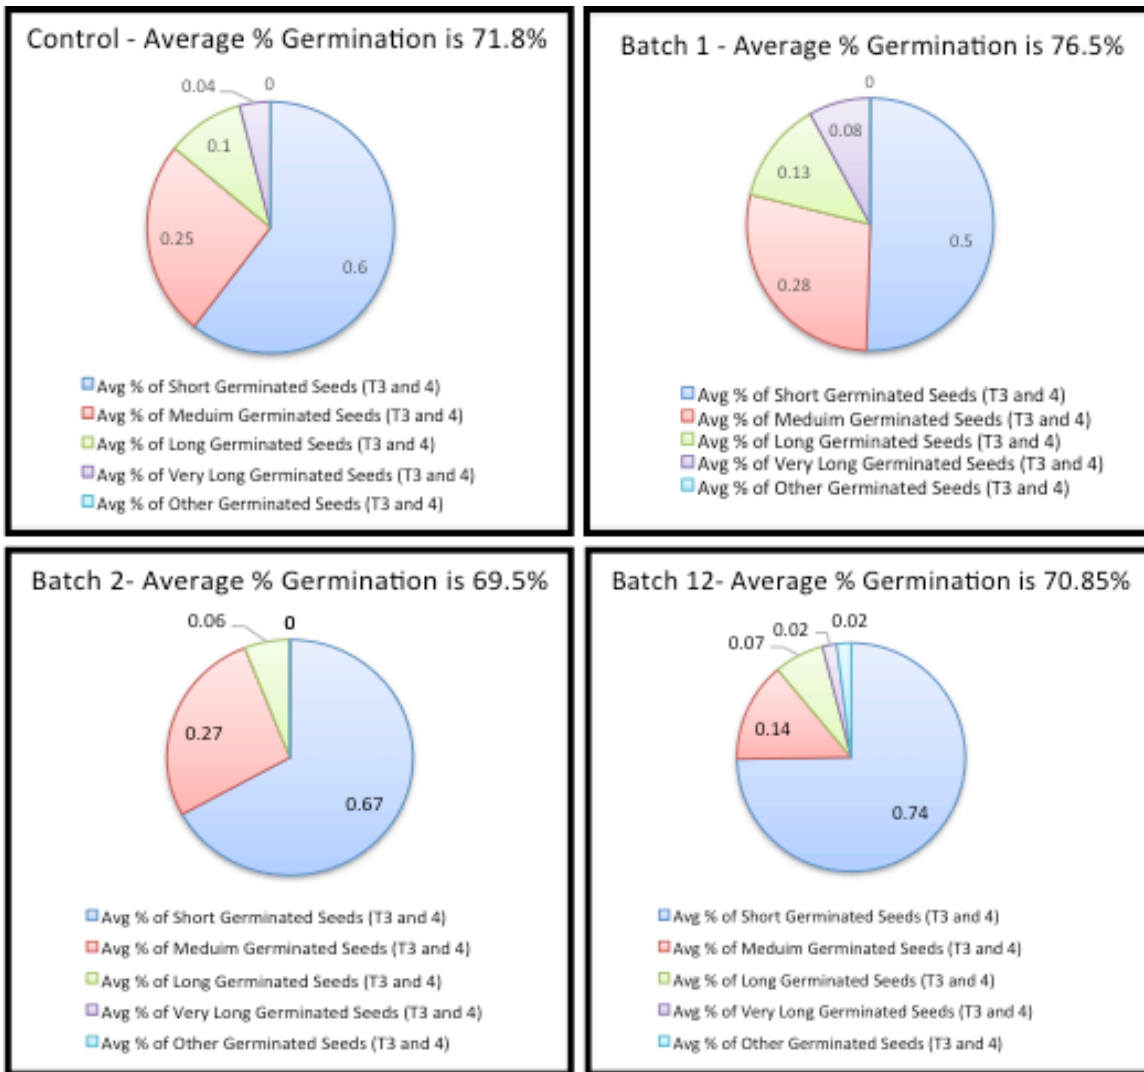 Control - Average % Germination is 71.8%
0.04
0
0.1
0.25
0.6
Avg % of Short Germinated Seeds (T3 and 4)
Avg % of Meduim Germinated Seeds (T3 and 4)
Avg % of Long Germinated Seeds (T3 and 4)
Avg % of Very Long Germinated Seeds (T3 and 4)
Avg % of Other Germinated Seeds (T3 and 4)
Batch 1 - Average % Germination is 76.5%
0
0.08
0.13
0.5
0.28
Avg % of Short Germinated Seeds (T3 and 4)
Avg % of Meduim Germinated Seeds (T3 and 4)
Avg % of Long Germinated Seeds (T3 and 4)
Avg % of Very Long Germinated Seeds (T3 and 4)
Avg % of Other Germinated Seeds (T3 and 4)
Batch 2- Average % Germination is 69.5%
0.06
0
0.27
0.67
Avg % of Short Germinated Seeds (T3 and 4)
Avg % of Meduim Germinated Seeds (T3 and 4)
Avg % of Long Germinated Seeds (T3 and 4)
Avg % of Very Long Germinated Seeds (T3 and 4)
Avg % of Other Germinated Seeds (T3 and 4)
Batch 12- Average % Germination is 70.85%
0.02
0.02
0.07
0.14
0.74
Avg % of Short Germinated Seeds (T3 and 4)
Avg % of Meduim Germinated Seeds (T3 and 4)
Avg % of Long Germinated Seeds (T3 and 4)
Avg % of Very Long Germinated Seeds (T3 and 4)
Avg % of Other Germinated Seeds (T3 and 4)